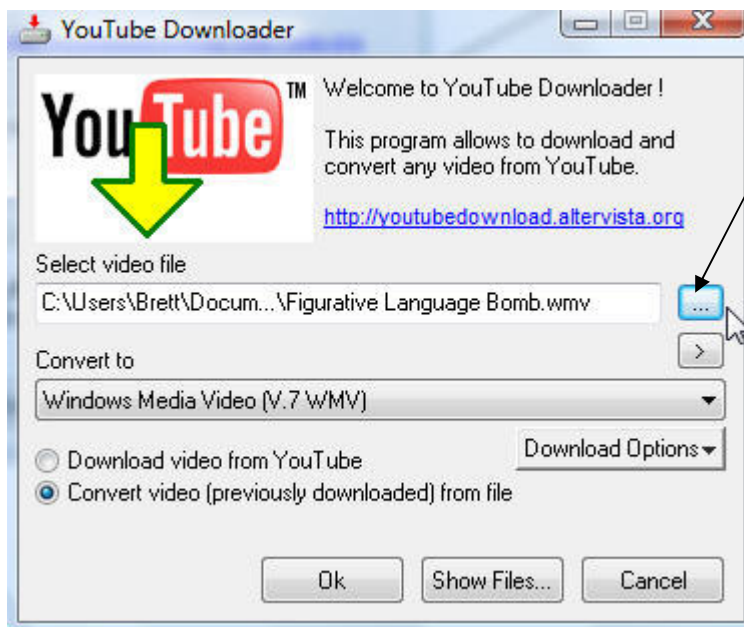 YouTube Downloader
YouTube TM
Welcome to YouTube Downloader !
This program allows to download and
convert any video from YouTube.
http://youtubedownload.altervista.org
Select video file
C:\Users\Brett\Docum...\Figurative Language Bomb.wmv
...
>
Convert to
Windows Media Video (V.7 WMV)
Download Options
Download video from YouTube
Convert video (previously downloaded) from file
Ok
Show Files...
Cancel